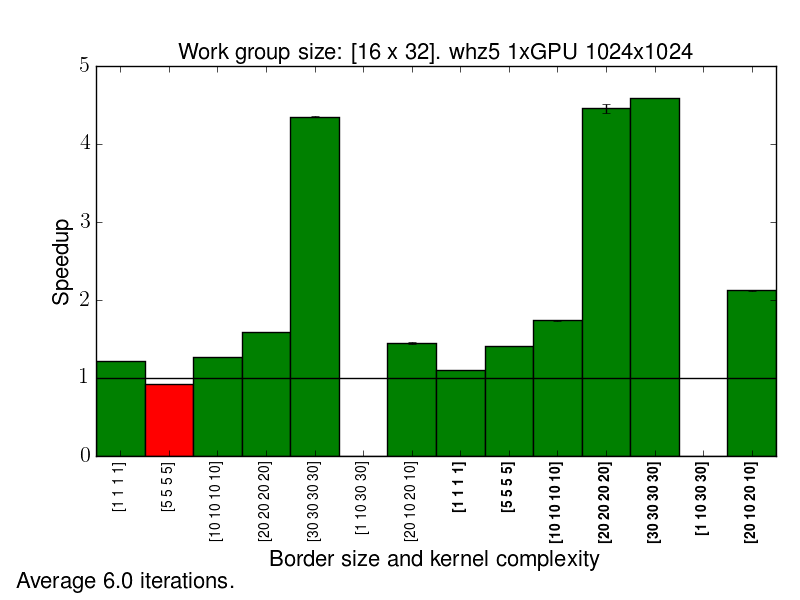 Work group size: [16 x 32]. whz5 1xGPU 1024x1024
5
4
3
2
1
0
Speedup
[1 1 1 1]
[5 5 5 5]
[10 10 10 10]
[20 20 20 20]
[30 30 30 30]
[1 10 30 30]
[20 10 20 10]
[1 1 1 1]
[5 5 5 5]
[10 10 10 10]
[20 20 20 20]
[30 30 30 30]
[1 10 30 30]
[20 10 20 10]
Border size and kernel complexity
Average 6.0 iterations.